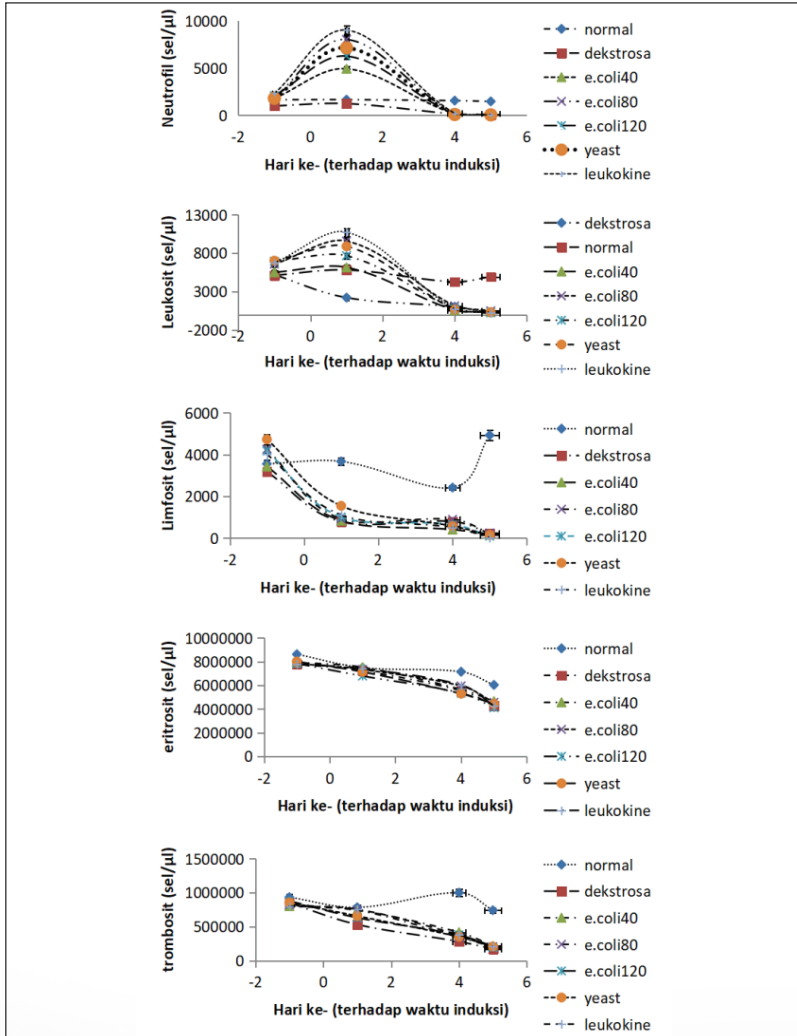 Neutrofil (sel/µl)
10000
5000
0
-2 0 2 4 6
Hari ke- (terhadap waktu induksi)
normal
dekstrosa
e.coli40
e.coli80
e.coli120
yeast
leukokine
Leukosit (sel/µl)
13000
8000
3000
-2000
-2 0 2 4 6
Hari ke- (terhadap waktu induksi)
dekstrosa
normal
e.coli40
e.coli80
e.coli120
yeast
leukokine
Limfosit (sel/µl)
6000
4000
2000
0
-2 0 2 4 6
Hari ke- (terhadap waktu induksi)
normal
dekstrosa
e.coli40
e.coli80
e.coli120
yeast
leukokine
eritrosit (sel/µl)
10000000
8000000
6000000
4000000
2000000
0
-2 0 2 4 6
Hari ke- (terhadap waktu induksi)
normal
dekstrosa
e.coli40
e.coli80
e.coli120
yeast
leukokine
trombosit (sel/µl)
1500000
1000000
500000
0
-2 0 2 4 6
Hari ke- (terhadap waktu induksi)
normal
dekstrosa
e.coli40
e.coli80
e.coli120
yeast
leukokine